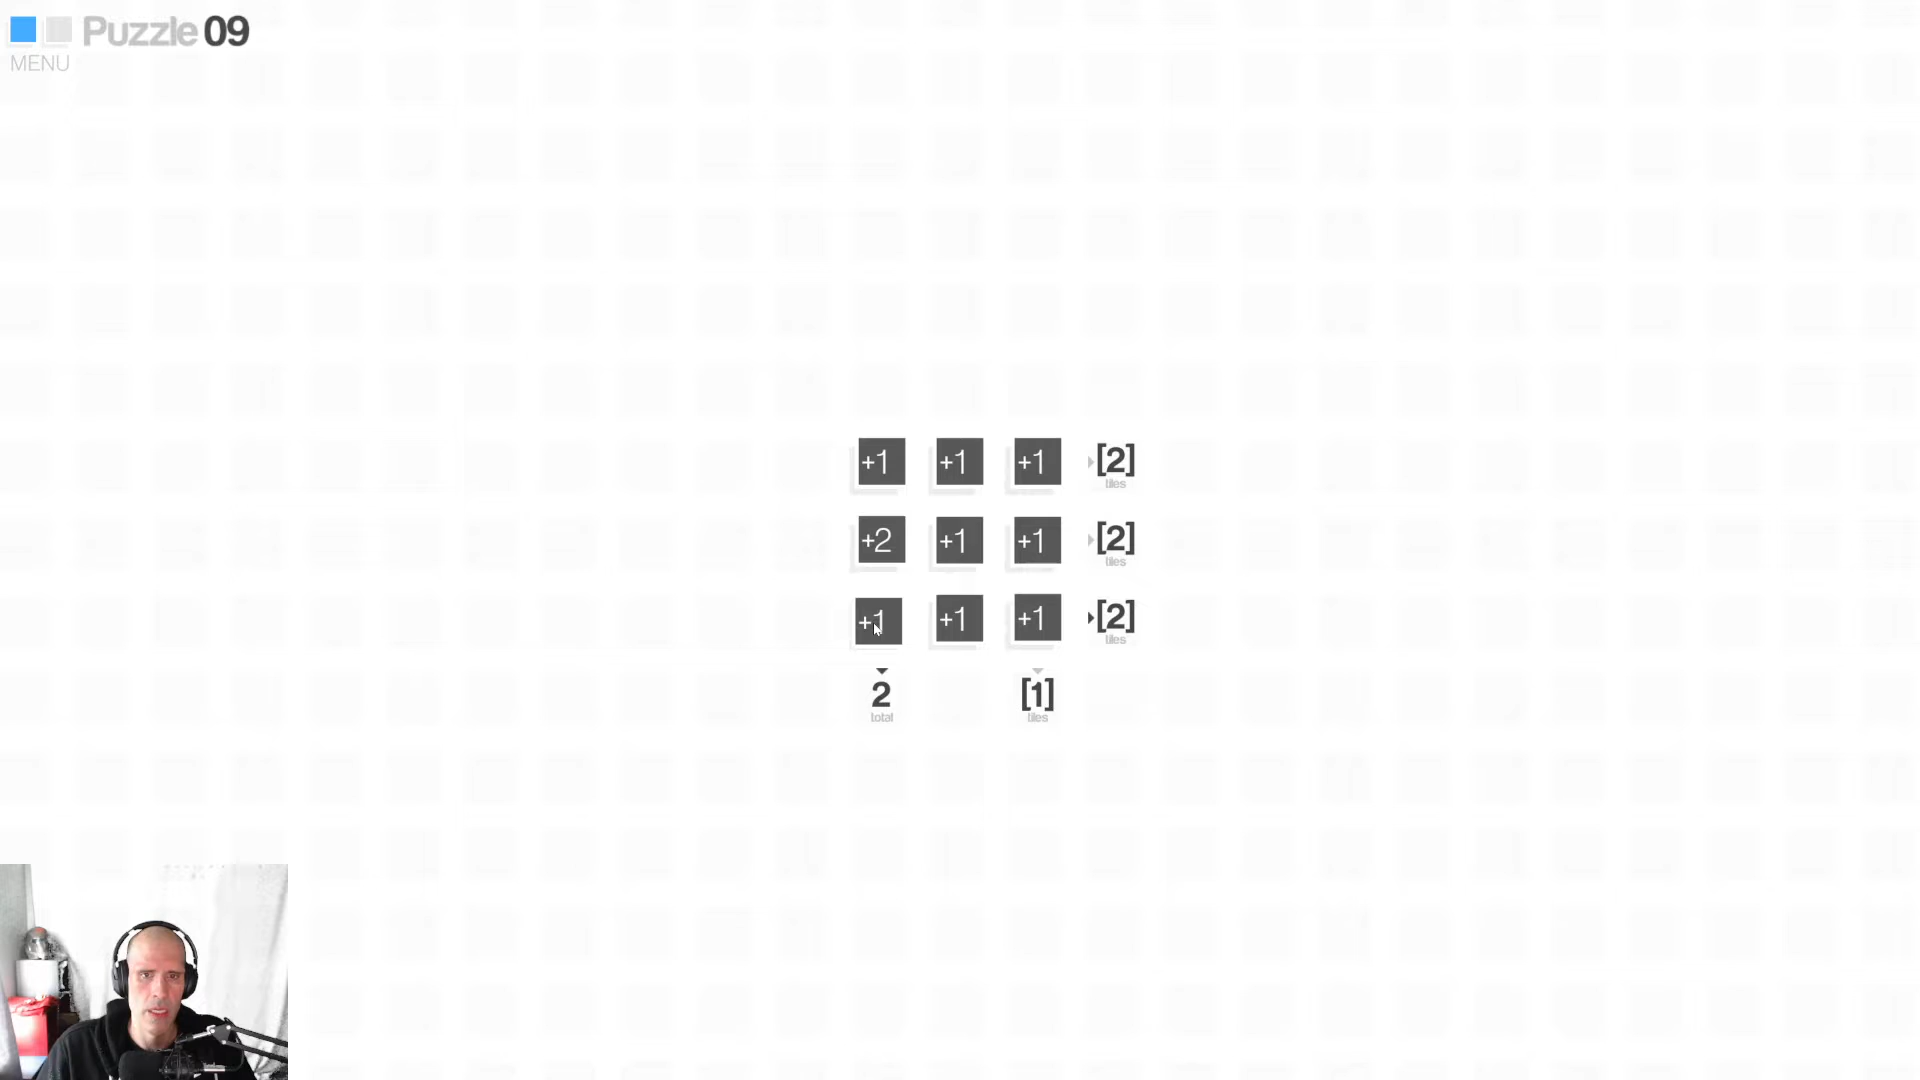 Puzzle 09
MENU
+1 +1 +1 [2]
tiles
+2 +1 +1 [2]
tiles
+1 +1 +1 [2]
tiles
2 [1]
total tiles